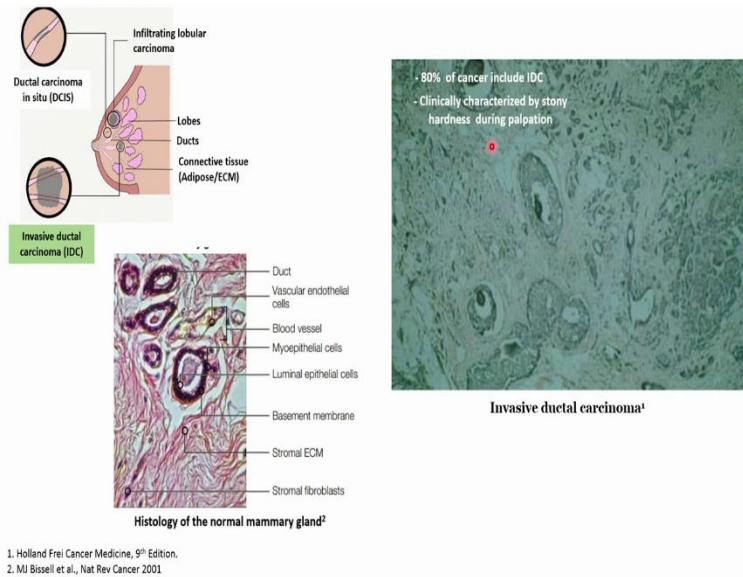 Infiltrating lobular
carcinoma
Ductal carcinoma
in situ (DCIS)
Lobes
Ducts
Connective tissue
(Adipose/ECM)
Invasive ductal
carcinoma (IDC)
Duct
Vascular endothelial
cells
Blood vessel
Myoepithelial cells
Luminal epithelial cells
Basement membrane
Stromal ECM
Stromal fibroblasts
Histology of the normal mammary gland²
- 80% of cancer include IDC
- Clinically characterized by stony
hardness during palpation
Invasive ductal carcinoma¹
1. Holland Frei Cancer Medicine, 9th Edition.
2. MJ Bissell et al., Nat Rev Cancer 2001